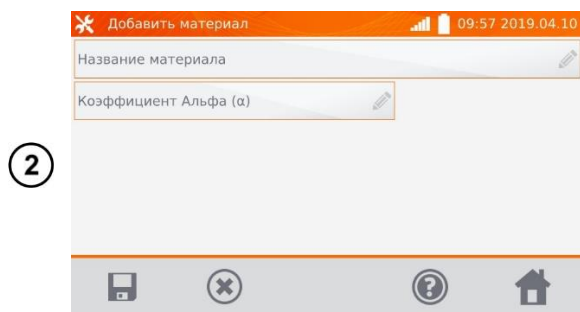 Добавить материал
09:57 2019.04.10
Название материала
Коэффициент Альфа (α)
2
?